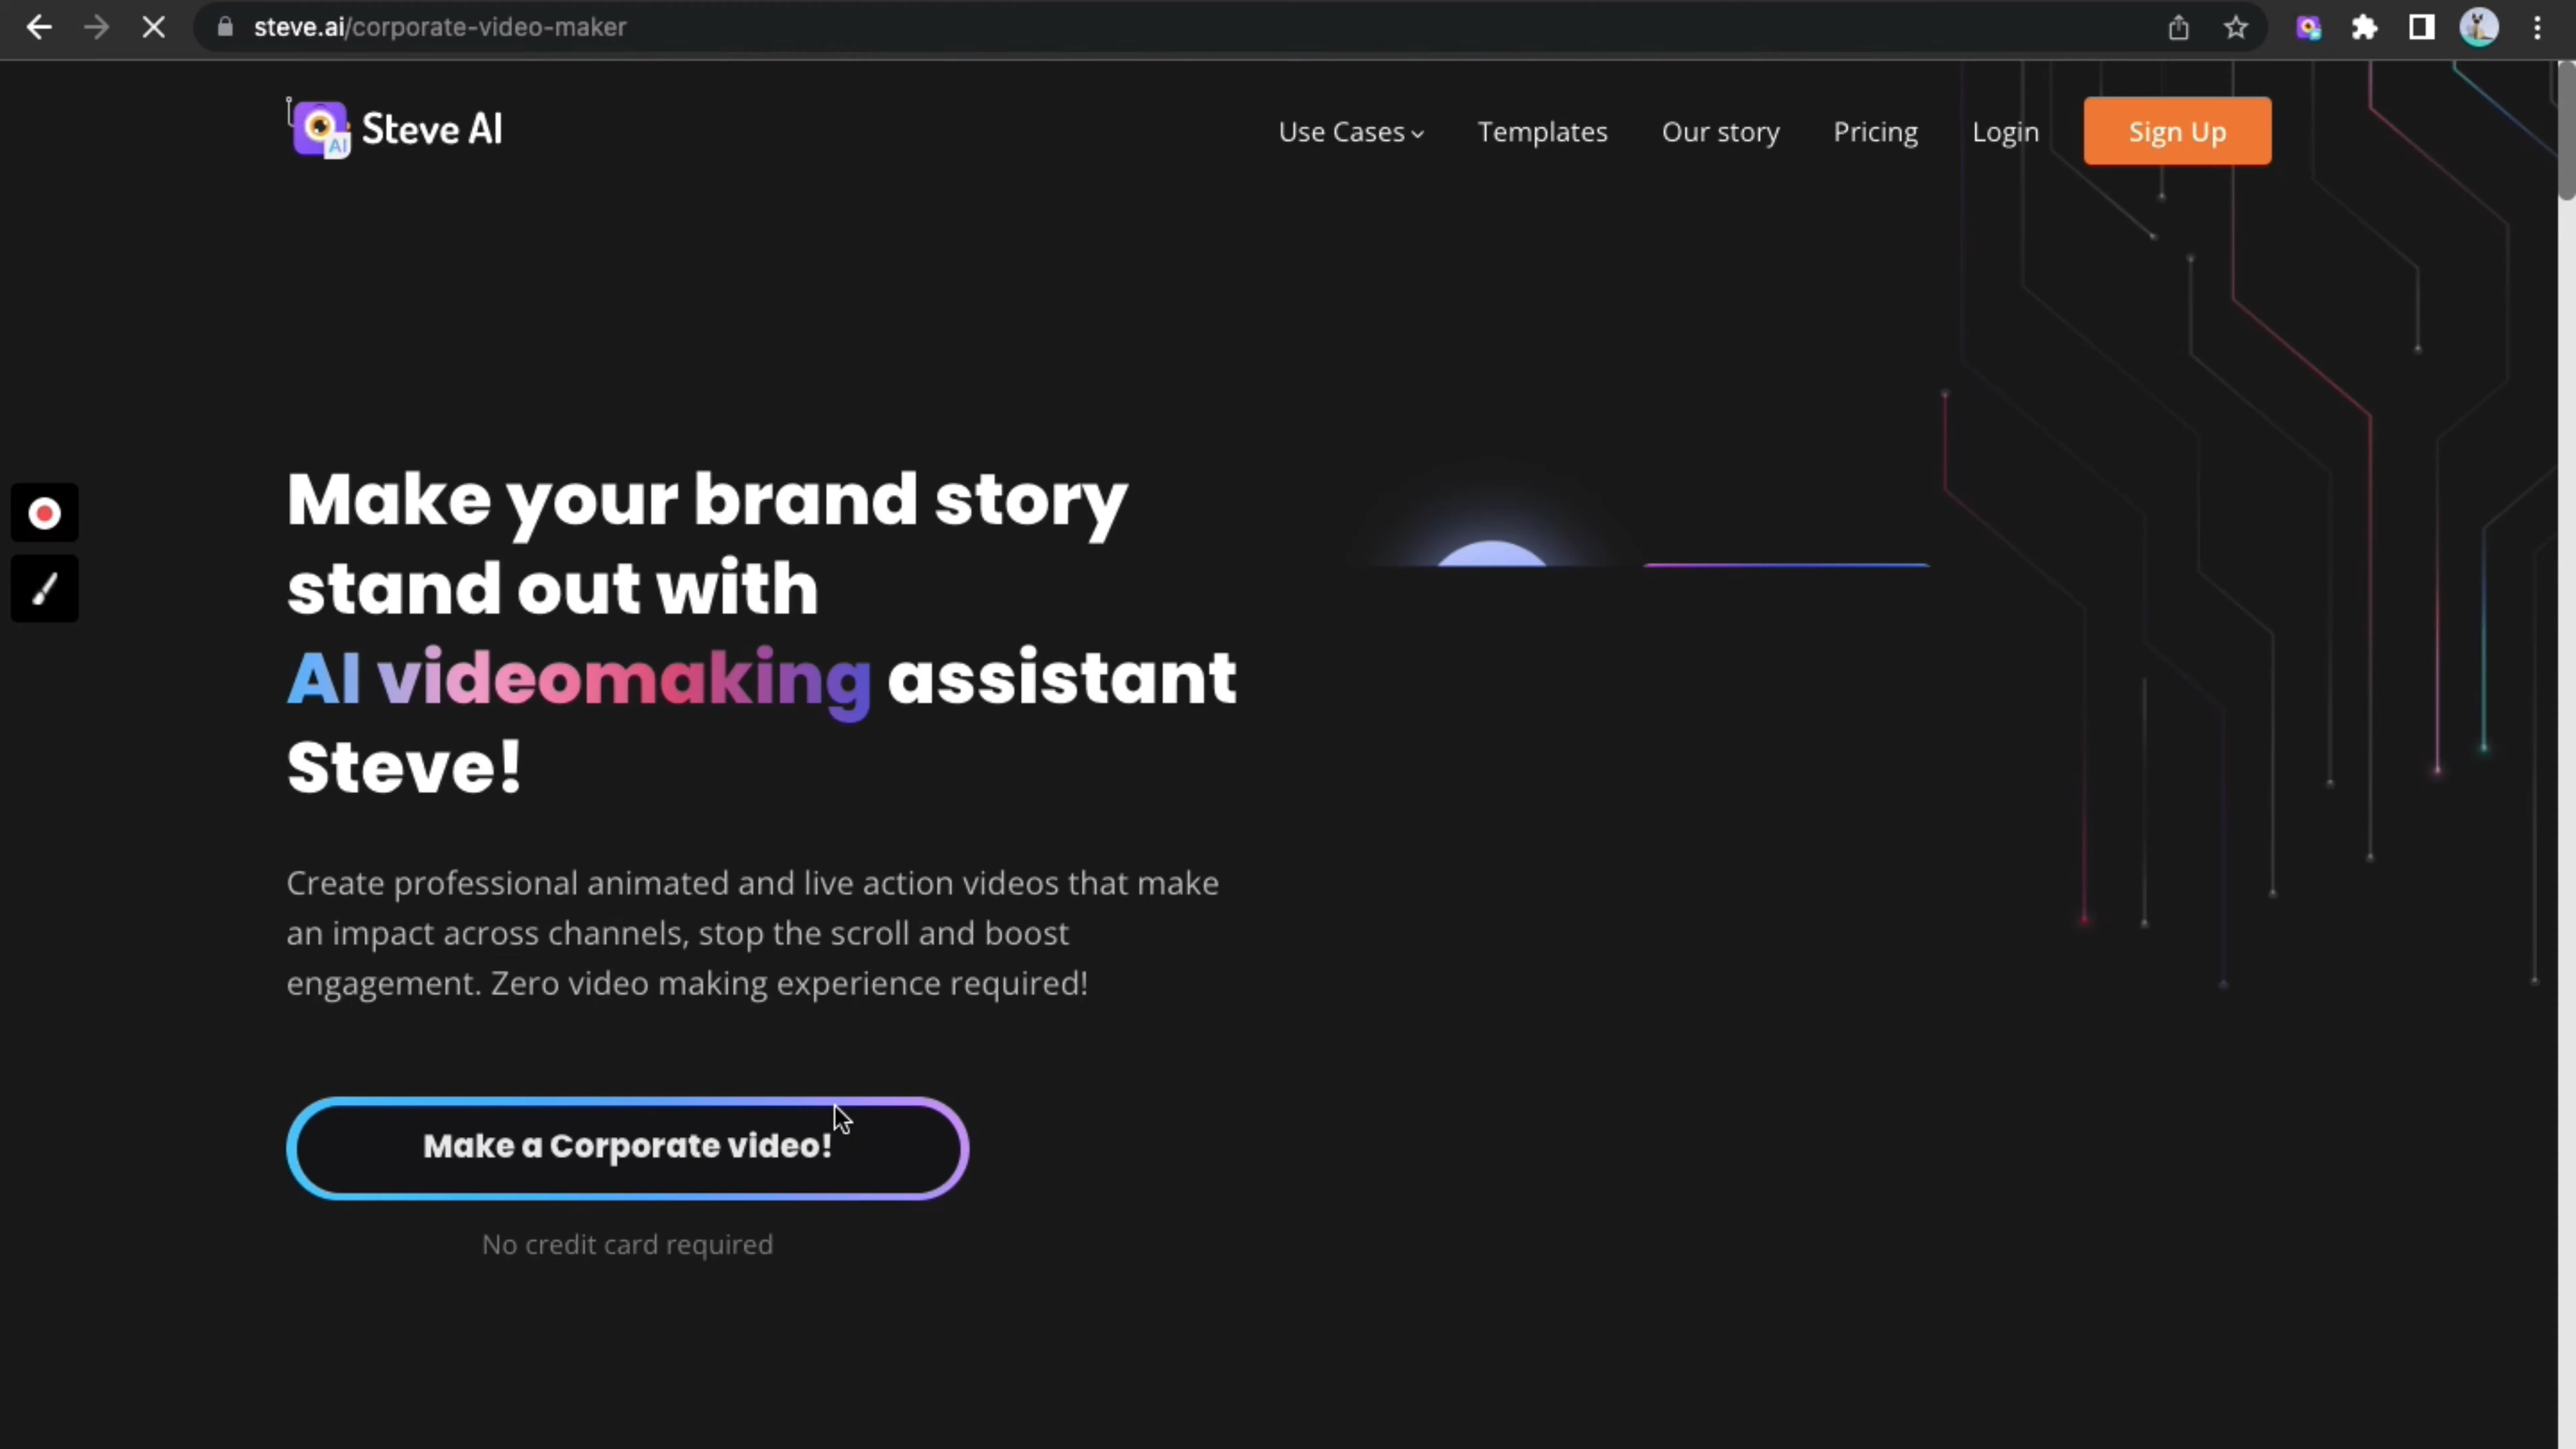 steve.ai/corporate-video-maker
AI
Steve AI
Use Cases
Templates
Our story
Pricing
Login
Sign Up
Make your brand story
stand out with
AI videomaking assistant
Steve!
Create professional animated and live action videos that make
an impact across channels, stop the scroll and boost
engagement. Zero video making experience required!
Make a Corporate video!
No credit card required